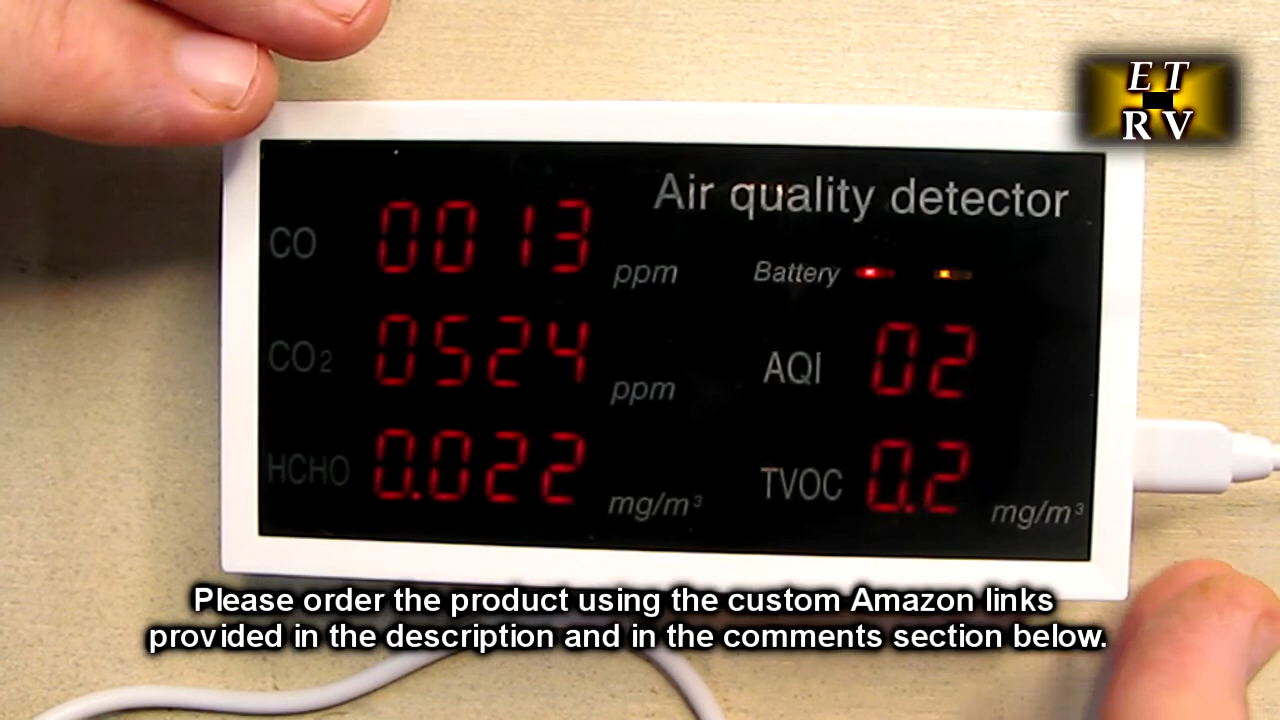 E T
R V
Air quality detector
CO 0013 ppm
Battery
CO₂ 0524 ppm
AQI 02
HCHO 0.022 mg/m³
TVOC 0.2 mg/m³
Please order the product using the custom Amazon links
provided in the description and in the comments section below.